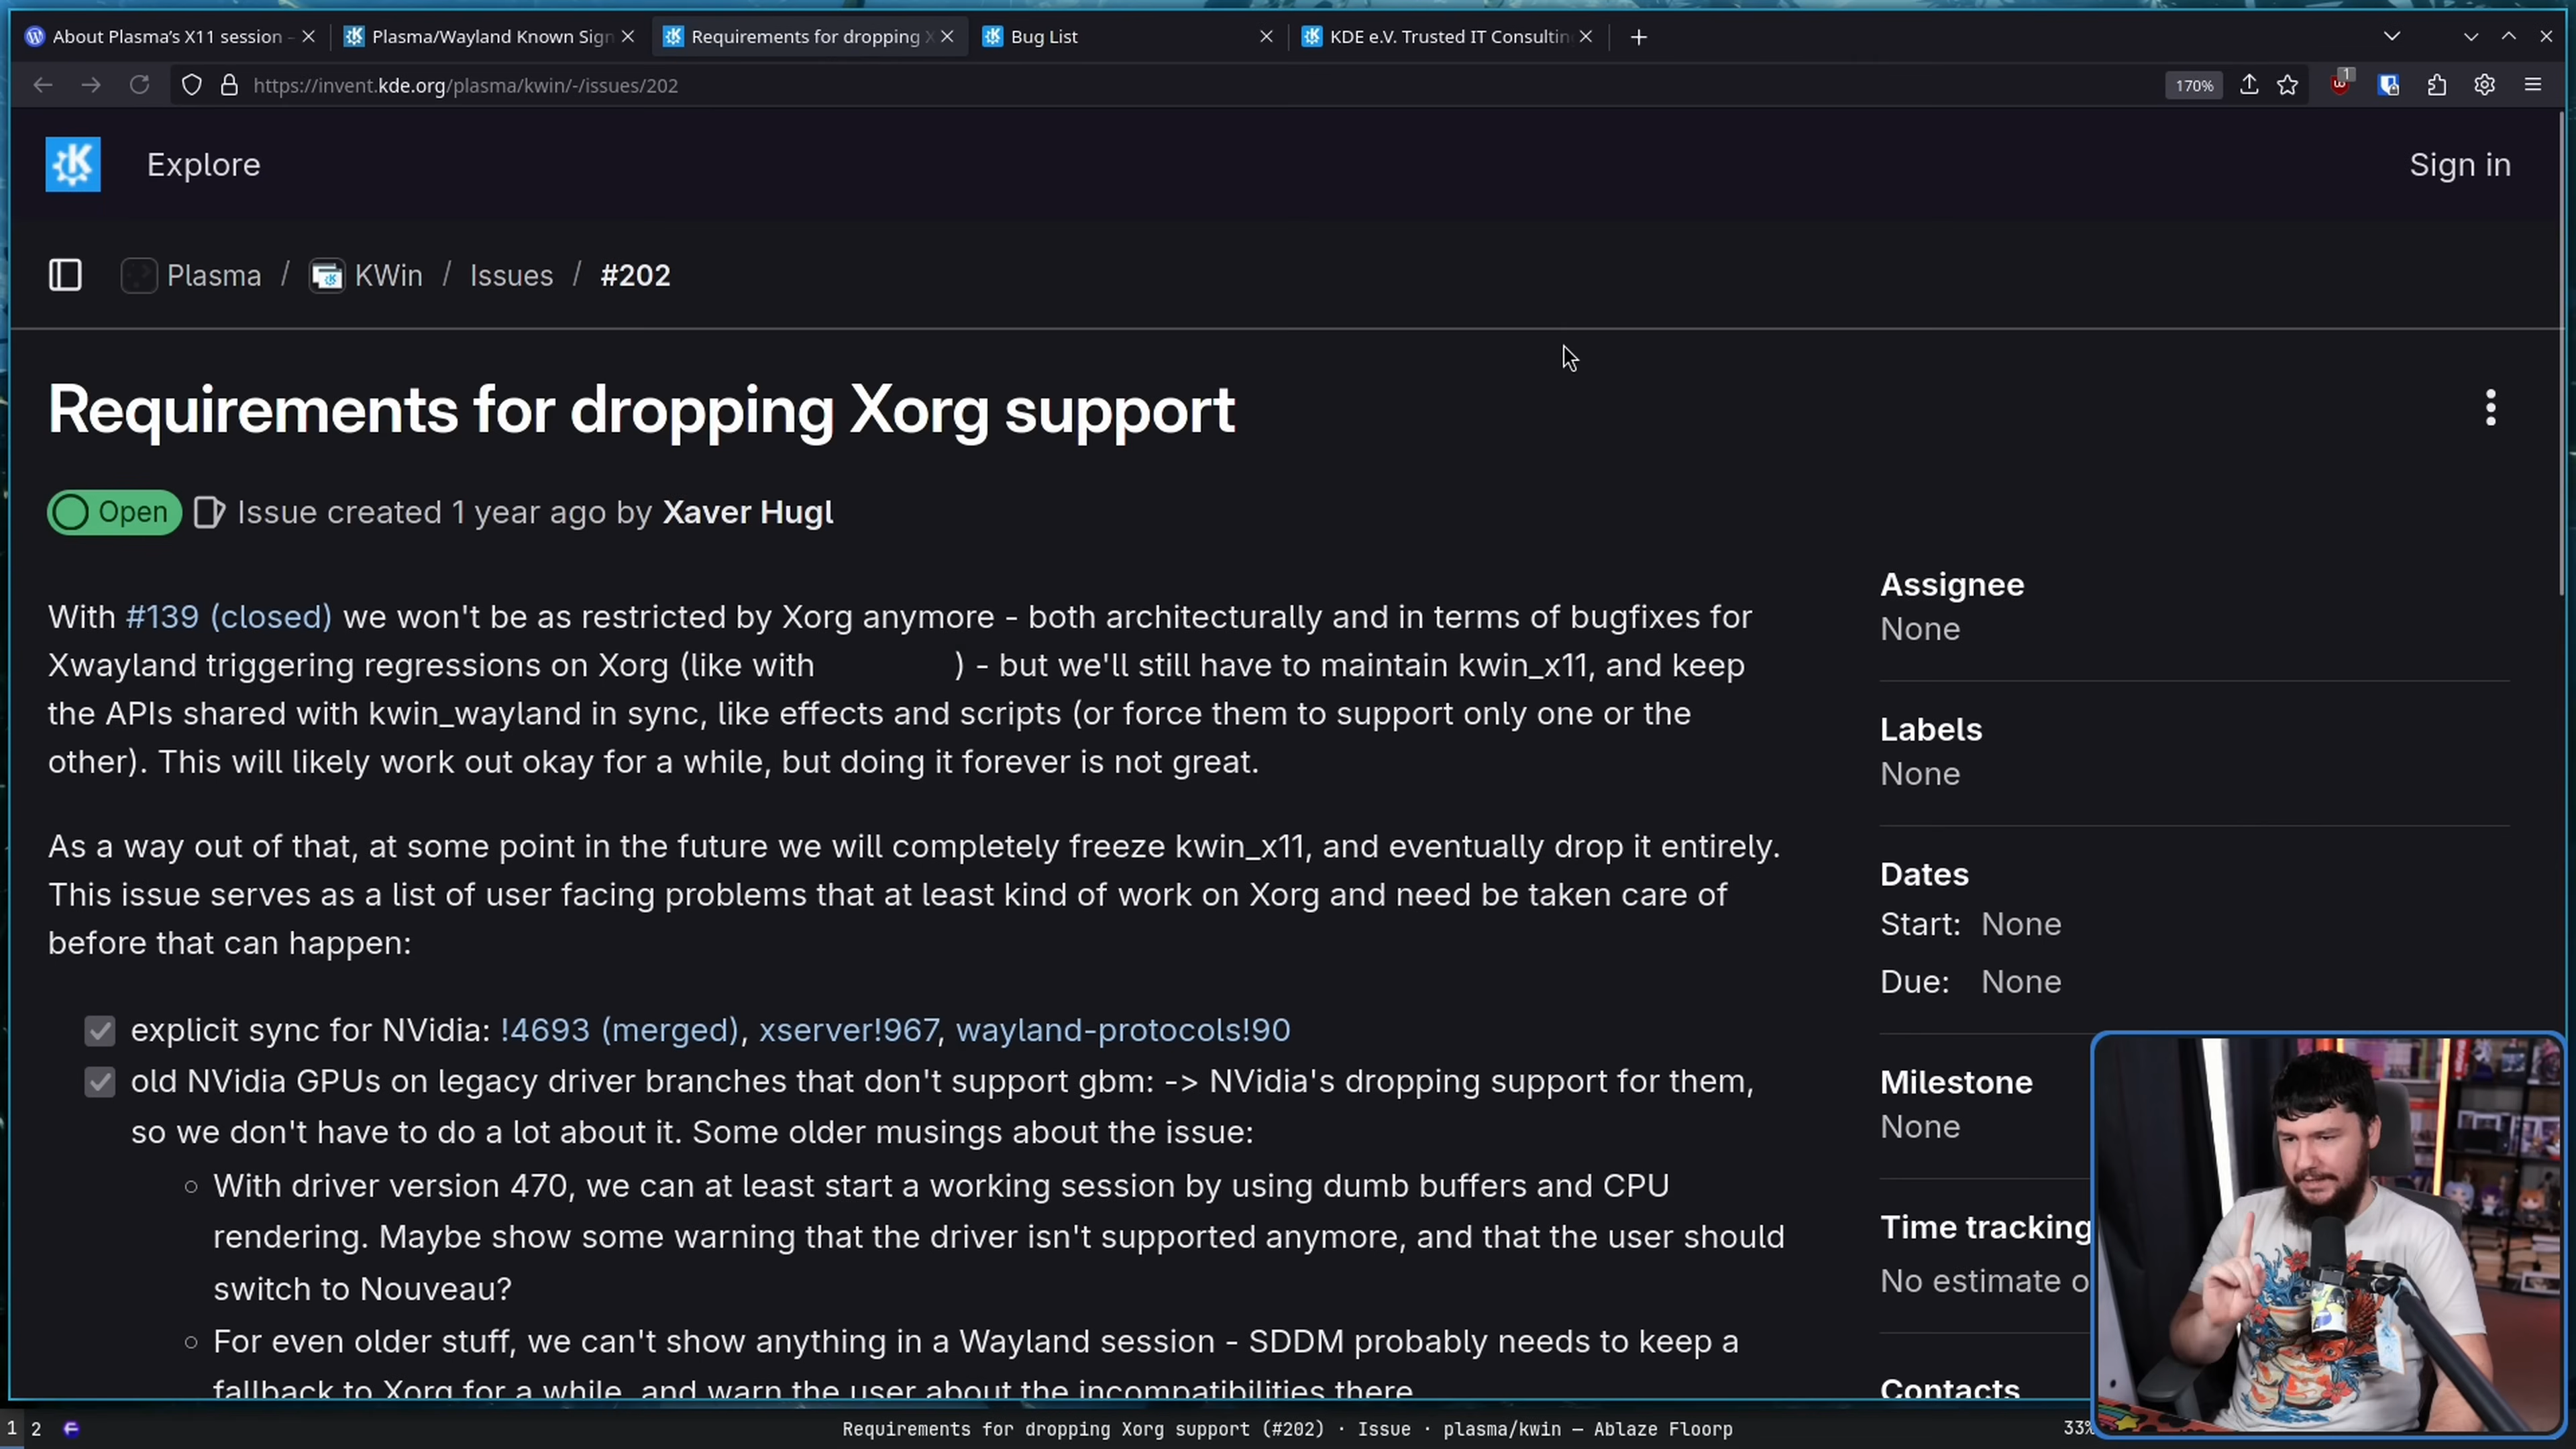 About Plasma's X11 session -
Plasma/Wayland Known Sign
Requirements for dropping X
Bug List
KDE e.V. Trusted IT Consultin
https://invent.kde.org/plasma/kwin/-/issues/202
170%
1
Explore
Sign in
Plasma / KWin / Issues / #202
Requirements for dropping Xorg support
Open Issue created 1 year ago by Xaver Hugl
With #139 (closed) we won't be as restricted by Xorg anymore - both architecturally and in terms of bugfixes for
Xwayland triggering regressions on Xorg (like with ) - but we'll still have to maintain kwin_x11, and keep
the APIs shared with kwin_wayland in sync, like effects and scripts (or force them to support only one or the
other). This will likely work out okay for a while, but doing it forever is not great.
As a way out of that, at some point in the future we will completely freeze kwin_x11, and eventually drop it entirely.
This issue serves as a list of user facing problems that at least kind of work on Xorg and need be taken care of
before that can happen:
explicit sync for NVidia: !4693 (merged), xserver!967, wayland-protocols!90
old NVidia GPUs on legacy driver branches that don't support gbm: -> NVidia's dropping support for them,
so we don't have to do a lot about it. Some older musings about the issue:
With driver version 470, we can at least start a working session by using dumb buffers and CPU
rendering. Maybe show some warning that the driver isn't supported anymore, and that the user should
switch to Nouveau?
For even older stuff, we can't show anything in a Wayland session - SDDM probably needs to keep a
fallback to Xorg for a while, and warn the user about the incompatibilities there
Assignee
None
Labels
None
Dates
Start: None
Due: None
Milestone
None
Time tracking
No estimate o
Contacts
1 2
Requirements for dropping Xorg support (#202) · Issue · plasma/kwin — Ablaze Floorp
33%